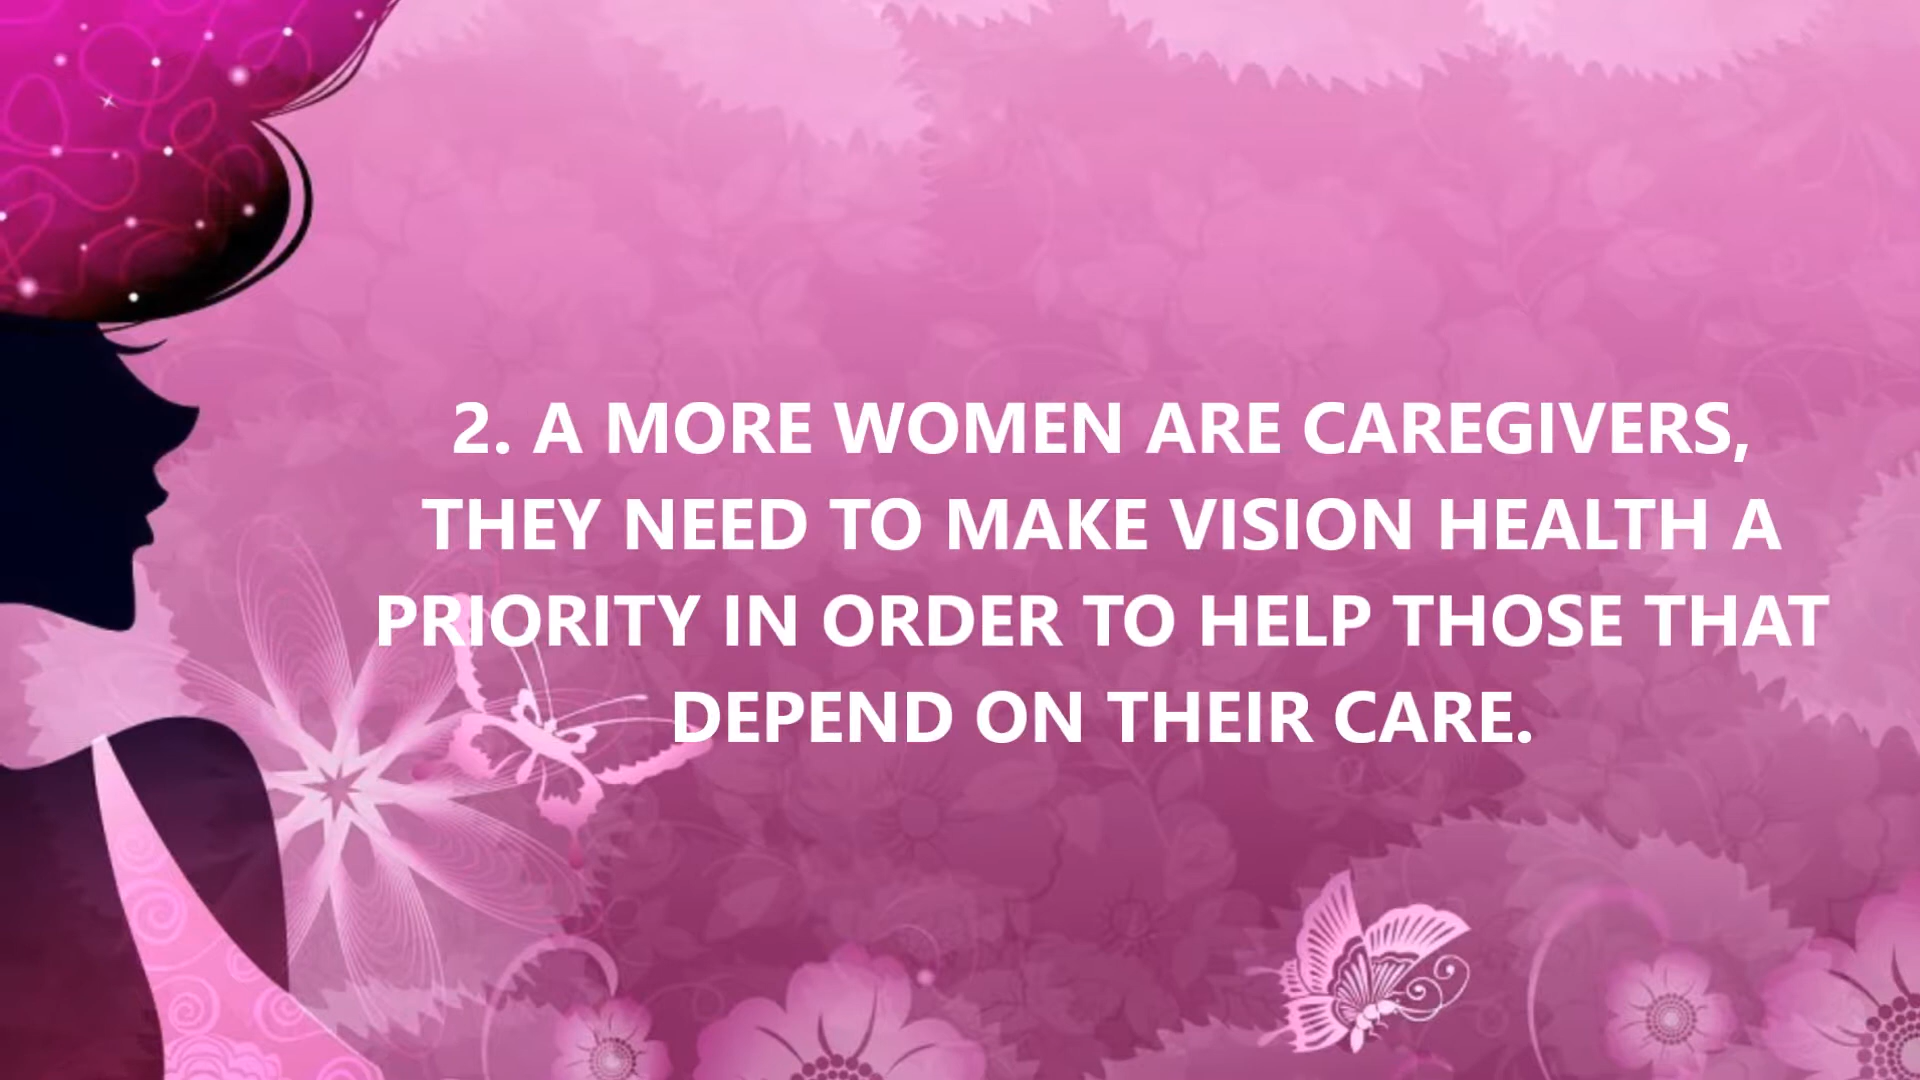 2. A MORE WOMEN ARE CAREGIVERS,
THEY NEED TO MAKE VISION HEALTH A
PRIORITY IN ORDER TO HELP THOSE THAT
DEPEND ON THEIR CARE.